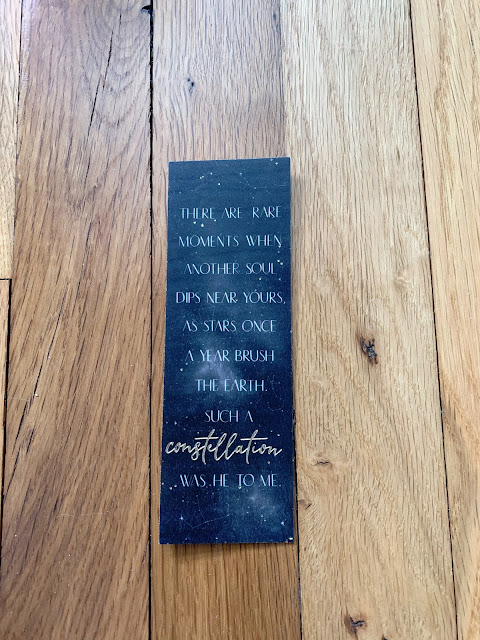 THERE ARE RARE
MOMENTS WHEN
ANOTHER SOUL
DIPS NEAR YOURS,
AS STARS ONCE
A YEAR BRUSH
THE EARTH.
SUCH A
constellation
WAS HE TO ME.